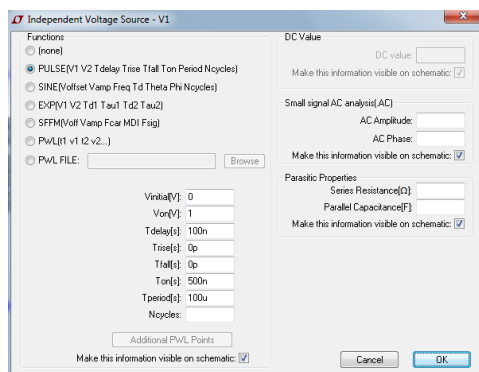 Independent Voltage Source - V1
Functions
(none)
PULSE(V1 V2 Tdelay Trise Tfall Ton Period Ncycles)
SINE(Voffset Vamp Freq Td Theta Phi Ncycles)
EXP(V1 V2 Td1 Tau1 Td2 Tau2)
SFFM(Voff Vamp Fcar MDI Fsig)
PWL(t1 v1 t2 v2...)
PWL FILE:
Browse
Vinitial[V]: 0
Von[V]: 1
Tdelay[s]: 100n
Trise[s]: 0p
Tfall[s]: 0p
Ton[s]: 500n
Tperiod[s]: 100u
Ncycles:
Additional PWL Points
Make this information visible on schematic:
DC Value
DC value:
Make this information visible on schematic:
Small signal AC analysis(.AC)
AC Amplitude:
AC Phase:
Make this information visible on schematic:
Parasitic Properties
Series Resistance[Ω]:
Parallel Capacitance[F]:
Make this information visible on schematic:
Cancel
OK